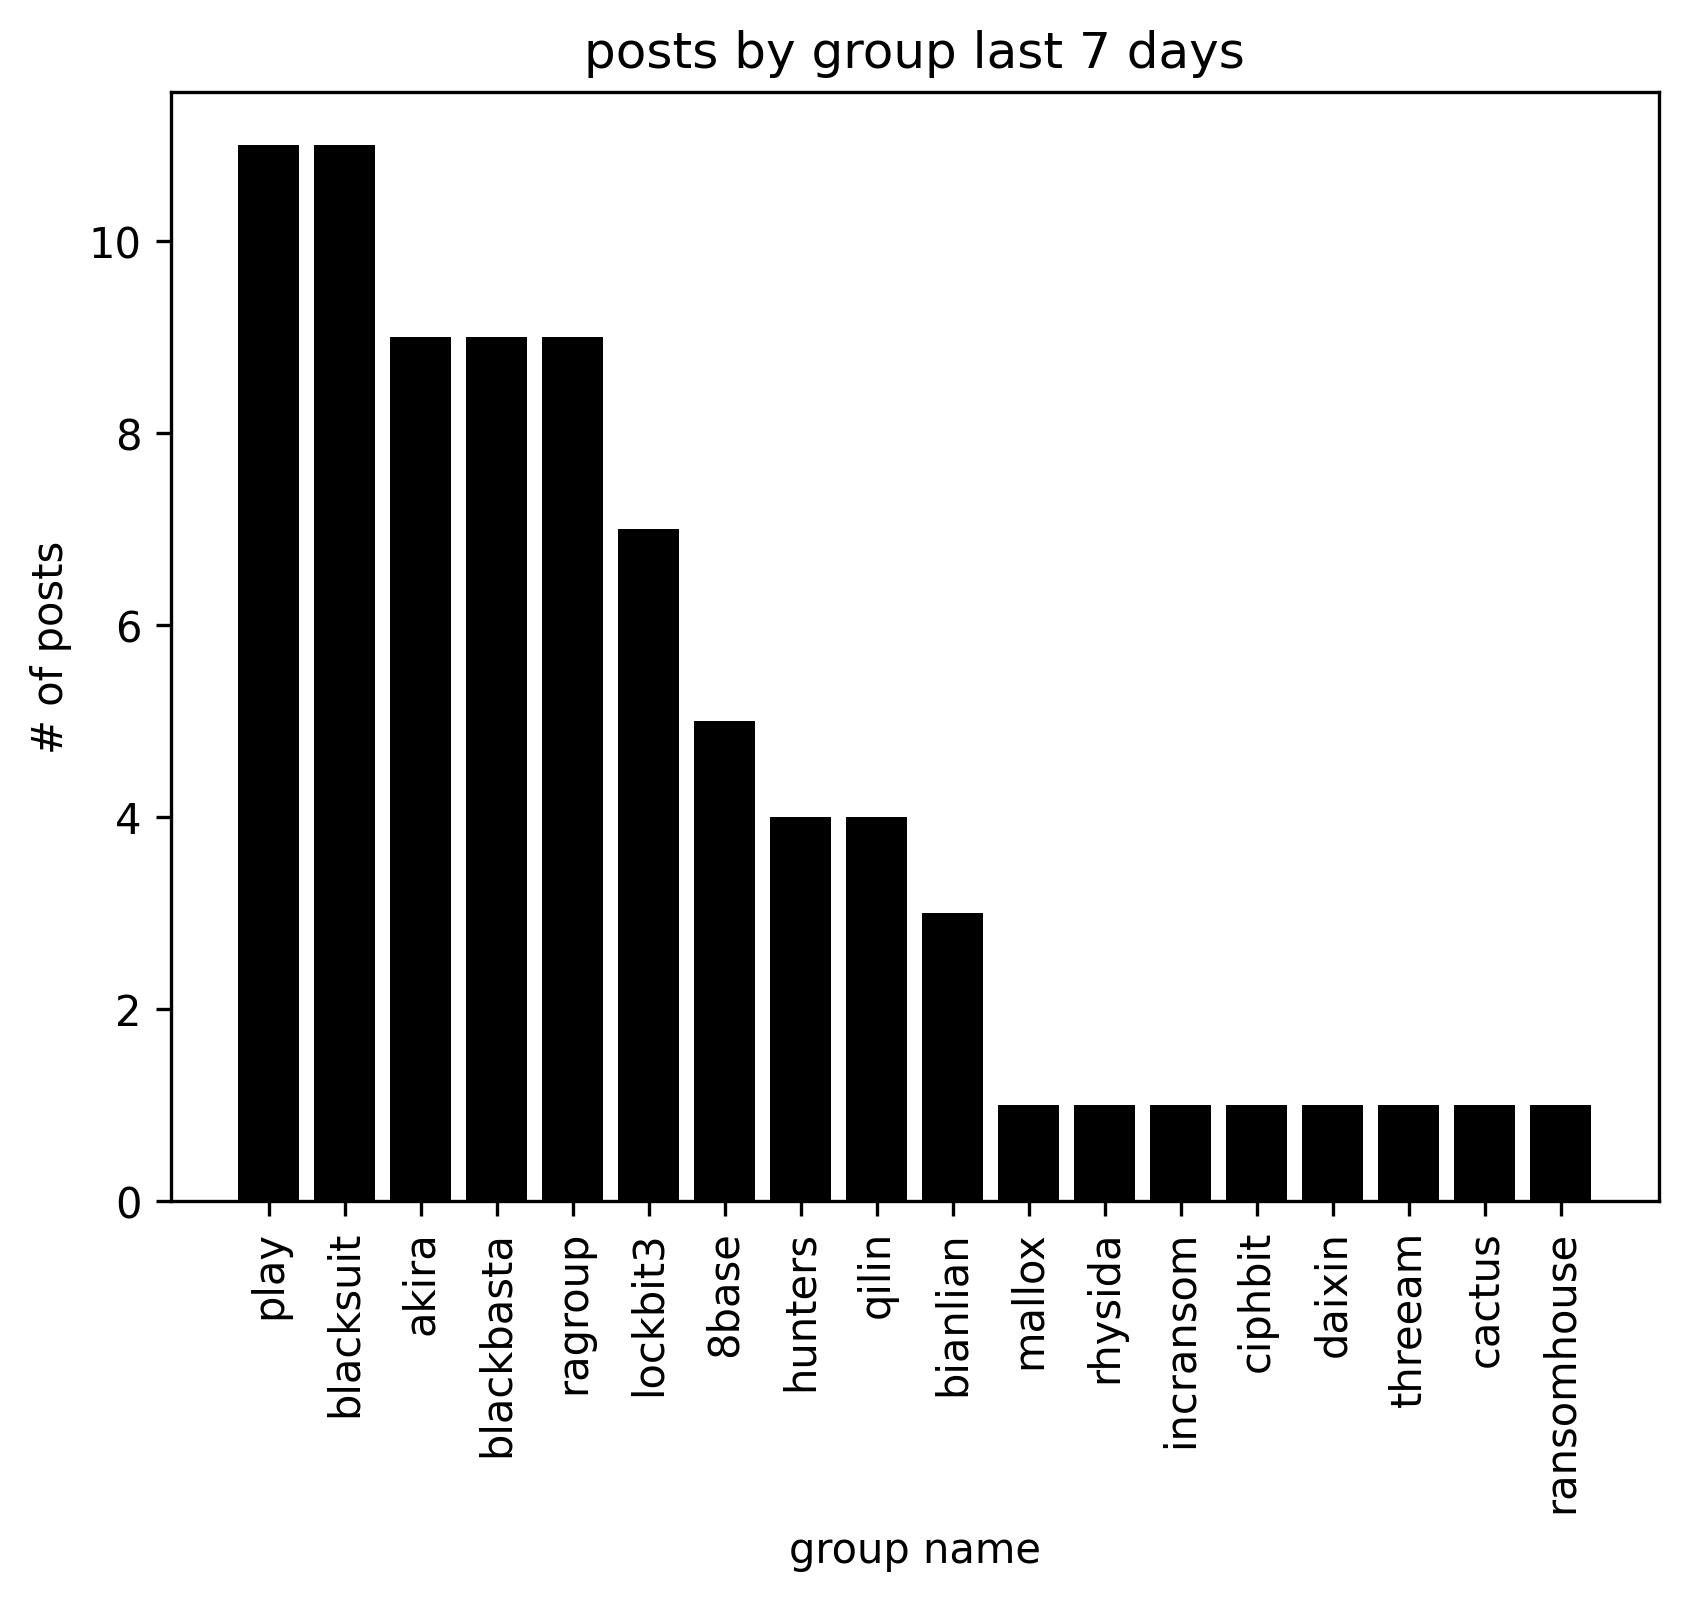 posts by group last 7 days
# of posts
10
8
6
4
2
0
play
blacksuit
akira
blackbasta
ragroup
lockbit3
8base
hunters
qilin
bianlian
mallox
rhysida
incransom
ciphbit
daixin
threeam
cactus
ransomhouse
group name